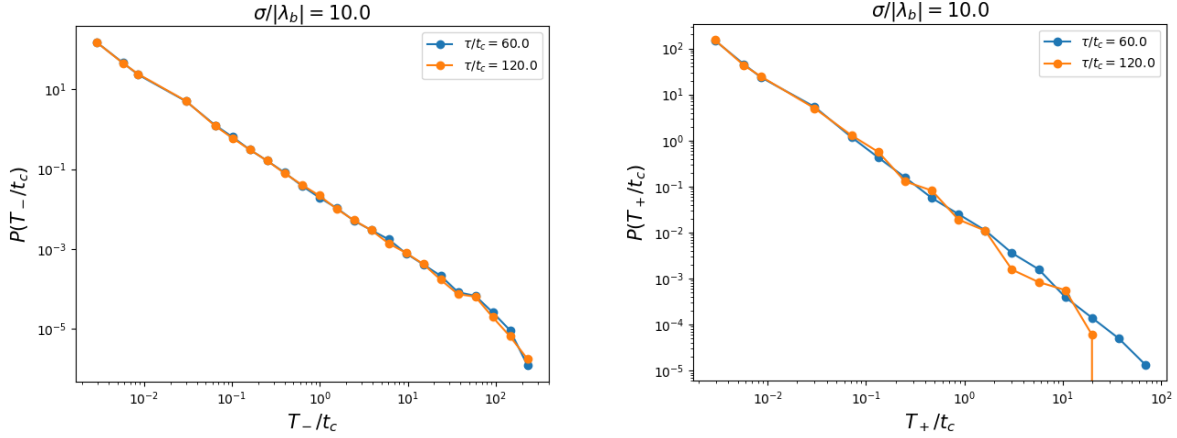 σ/|λ_b| = 10.0
τ/t_c = 60.0
τ/t_c = 120.0
P(T_−/t_c)
10^1
10^{-1}
10^{-3}
10^{-5}
10^{-2} 10^{-1} 10^0 10^1 10^2
T_−/t_c
σ/|λ_b| = 10.0
τ/t_c = 60.0
τ/t_c = 120.0
P(T_+/t_c)
10^2
10^1
10^0
10^{-1}
10^{-2}
10^{-3}
10^{-4}
10^{-5}
10^{-2} 10^{-1} 10^0 10^1 10^2
T_+/t_c